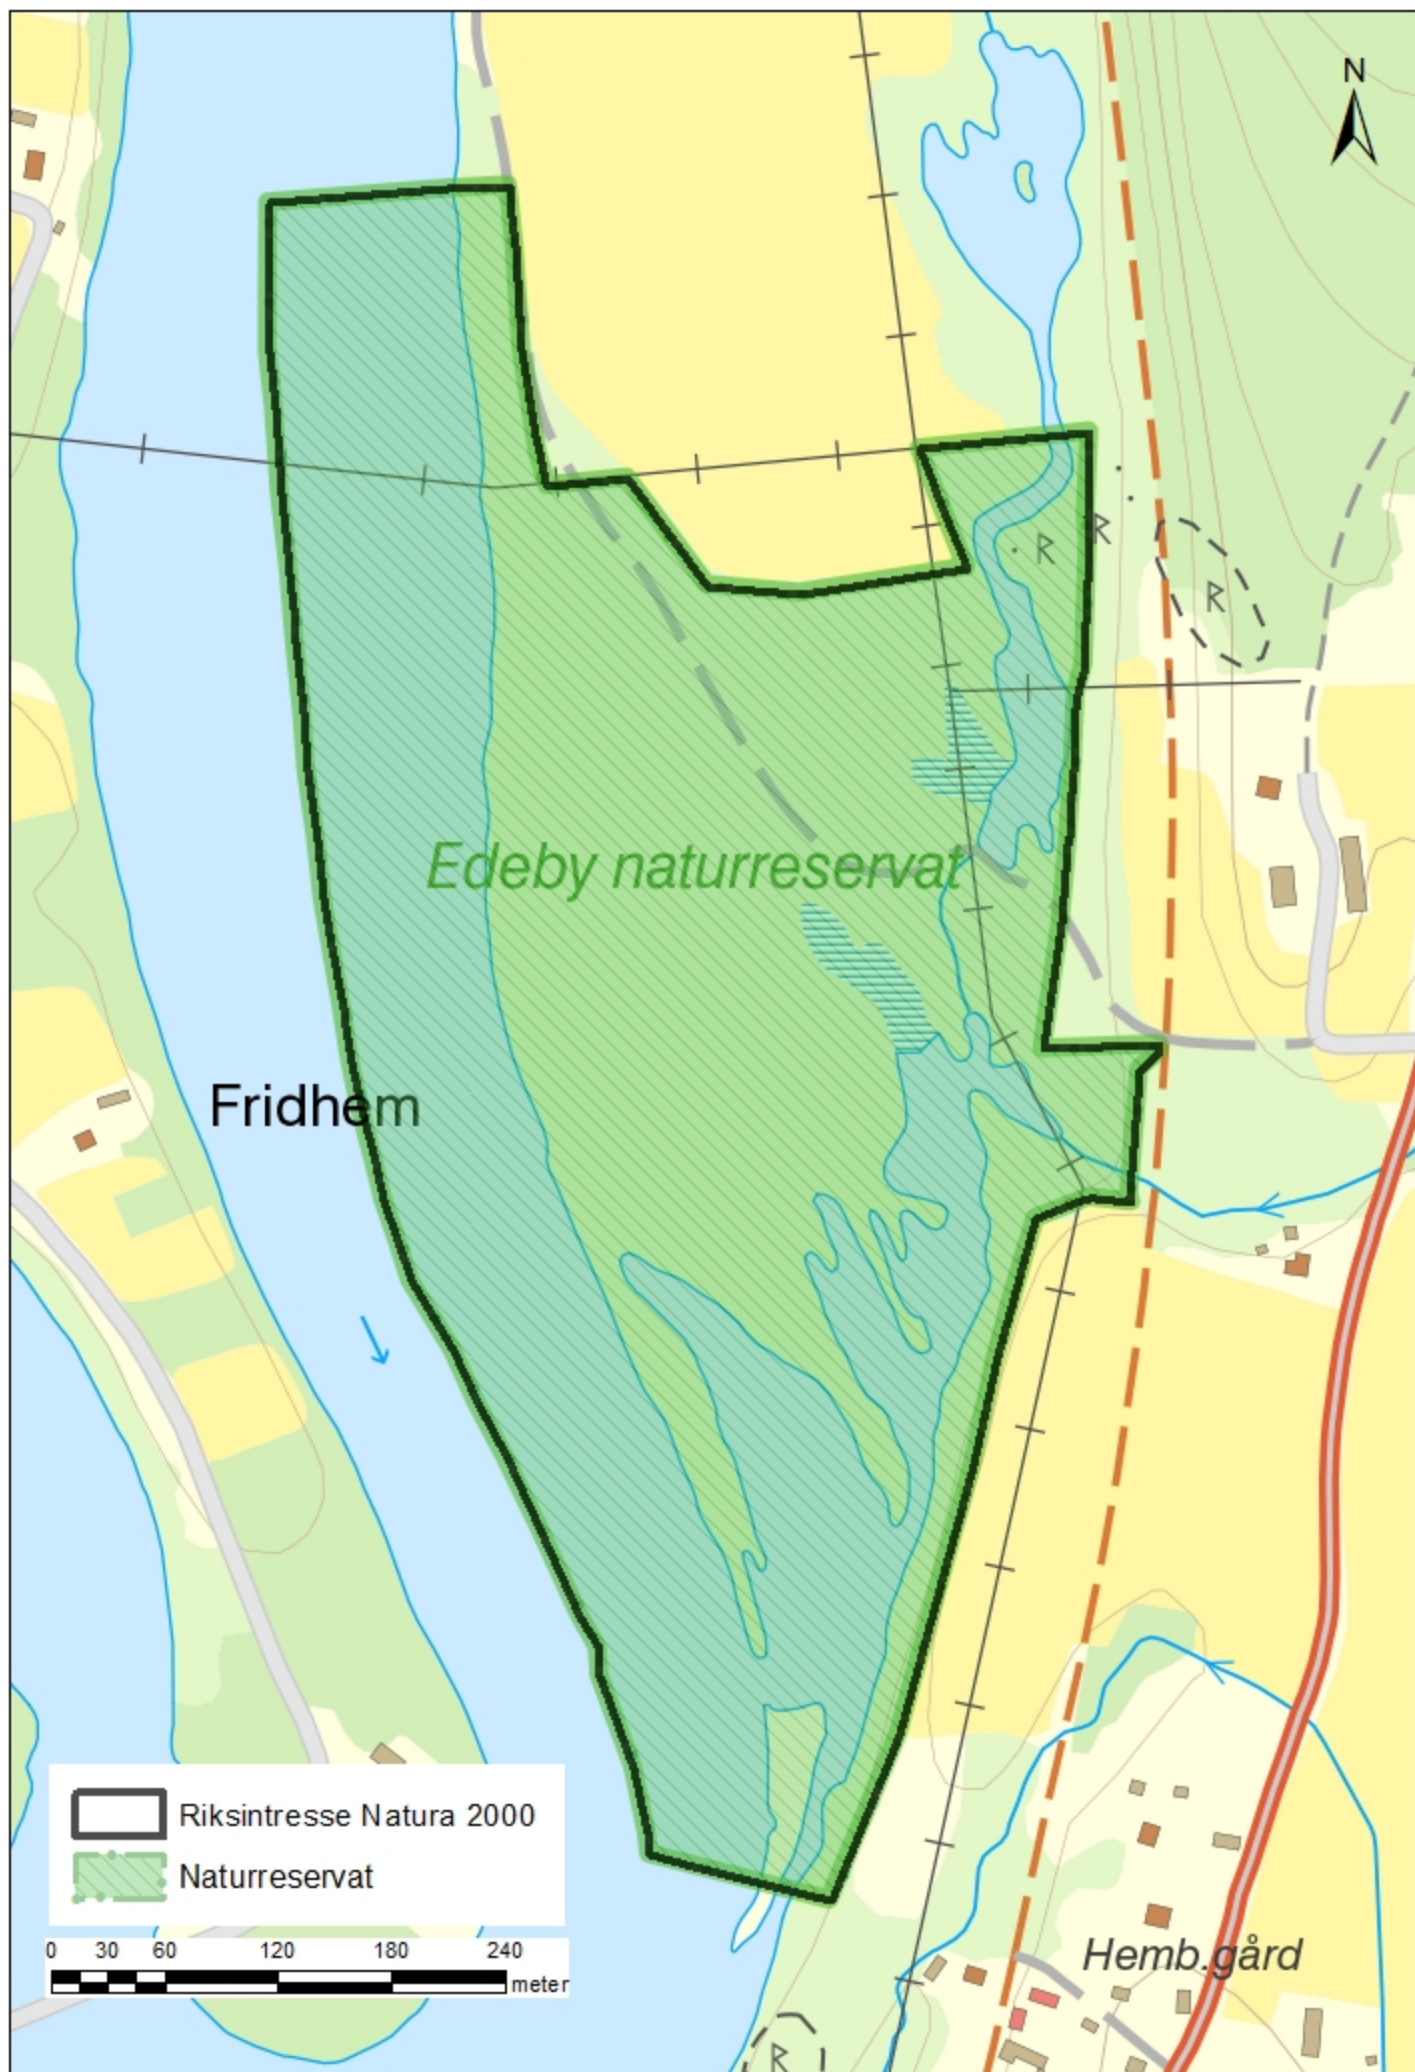 N
R
R
R
Edeby naturreservat
Fridhem
Riksintresse Natura 2000
Naturreservat
0 30 60 120 180 240
meter
Hemb.gård
R